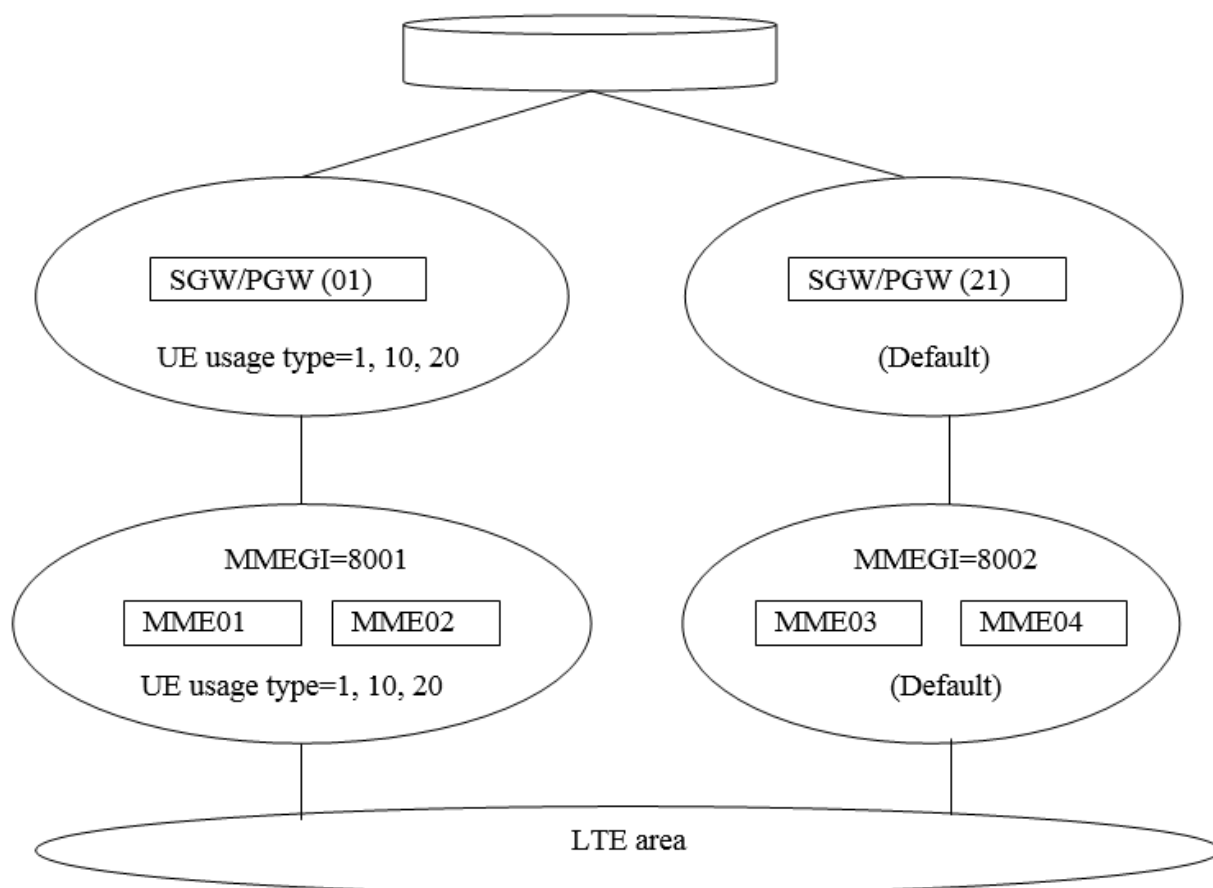 SGW/PGW (01)
SGW/PGW (21)
UE usage type=1, 10, 20
(Default)
MMEGI=8001
MMEGI=8002
MME01
MME02
MME03
MME04
UE usage type=1, 10, 20
(Default)
LTE area